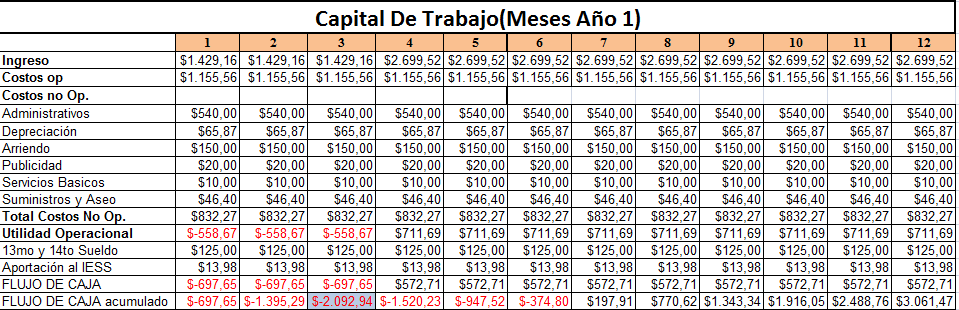 Capital De Trabajo(Meses Año 1)
1 2 3 4 5 6 7 8 9 10 11 12
Ingreso $1.429,16 $1.429,16 $1.429,16 $2.699,52 $2.699,52 $2.699,52 $2.699,52 $2.699,52 $2.699,52 $2.699,52 $2.699,52 $2.699,52
Costos op $1.155,56 $1.155,56 $1.155,56 $1.155,56 $1.155,56 $1.155,56 $1.155,56 $1.155,56 $1.155,56 $1.155,56 $1.155,56 $1.155,56
Costos no Op.
Administrativos $540,00 $540,00 $540,00 $540,00 $540,00 $540,00 $540,00 $540,00 $540,00 $540,00 $540,00 $540,00
Depreciación $65,87 $65,87 $65,87 $65,87 $65,87 $65,87 $65,87 $65,87 $65,87 $65,87 $65,87 $65,87
Arriendo $150,00 $150,00 $150,00 $150,00 $150,00 $150,00 $150,00 $150,00 $150,00 $150,00 $150,00 $150,00
Publicidad $20,00 $20,00 $20,00 $20,00 $20,00 $20,00 $20,00 $20,00 $20,00 $20,00 $20,00 $20,00
Servicios Basicos $10,00 $10,00 $10,00 $10,00 $10,00 $10,00 $10,00 $10,00 $10,00 $10,00 $10,00 $10,00
Suministros y Aseo $46,40 $46,40 $46,40 $46,40 $46,40 $46,40 $46,40 $46,40 $46,40 $46,40 $46,40 $46,40
Total Costos No Op. $832,27 $832,27 $832,27 $832,27 $832,27 $832,27 $832,27 $832,27 $832,27 $832,27 $832,27 $832,27
Utilidad Operacional $-558,67 $-558,67 $-558,67 $711,69 $711,69 $711,69 $711,69 $711,69 $711,69 $711,69 $711,69 $711,69
13mo y 14to Sueldo $125,00 $125,00 $125,00 $125,00 $125,00 $125,00 $125,00 $125,00 $125,00 $125,00 $125,00 $125,00
Aportación al IESS $13,98 $13,98 $13,98 $13,98 $13,98 $13,98 $13,98 $13,98 $13,98 $13,98 $13,98 $13,98
FLUJO DE CAJA $-697,65 $-697,65 $-697,65 $572,71 $572,71 $572,71 $572,71 $572,71 $572,71 $572,71 $572,71 $572,71
FLUJO DE CAJA acumulado $-697,65 $-1.395,29 $-2.092,94 $-1.520,23 $-947,52 $-374,80 $197,91 $770,62 $1.343,34 $1.916,05 $2.488,76 $3.061,47